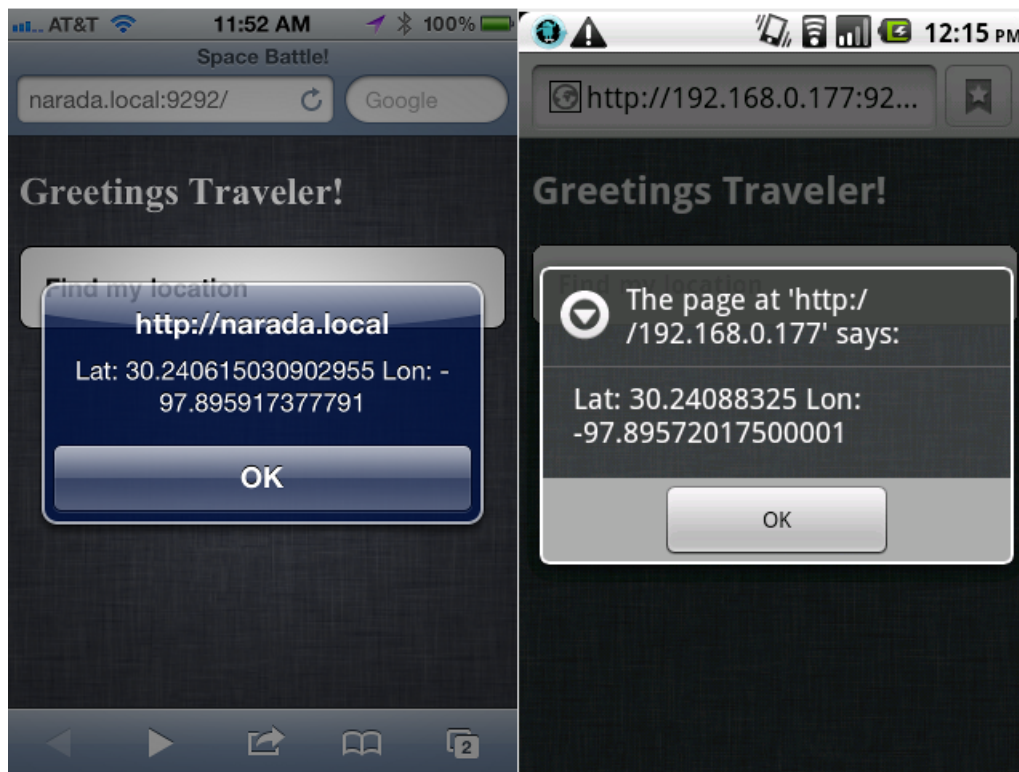 AT&T 11:52 AM 100%
Space Battle!
narada.local:9292/ Google
Greetings Traveler!
Find my location
http://narada.local
Lat: 30.240615030902955 Lon: -
97.895917377791
OK
2
12:15 PM
http://192.168.0.177:92...
Greetings Traveler!
Find my location
The page at 'http:/
/192.168.0.177' says:
Lat: 30.24088325 Lon:
-97.89572017500001
OK